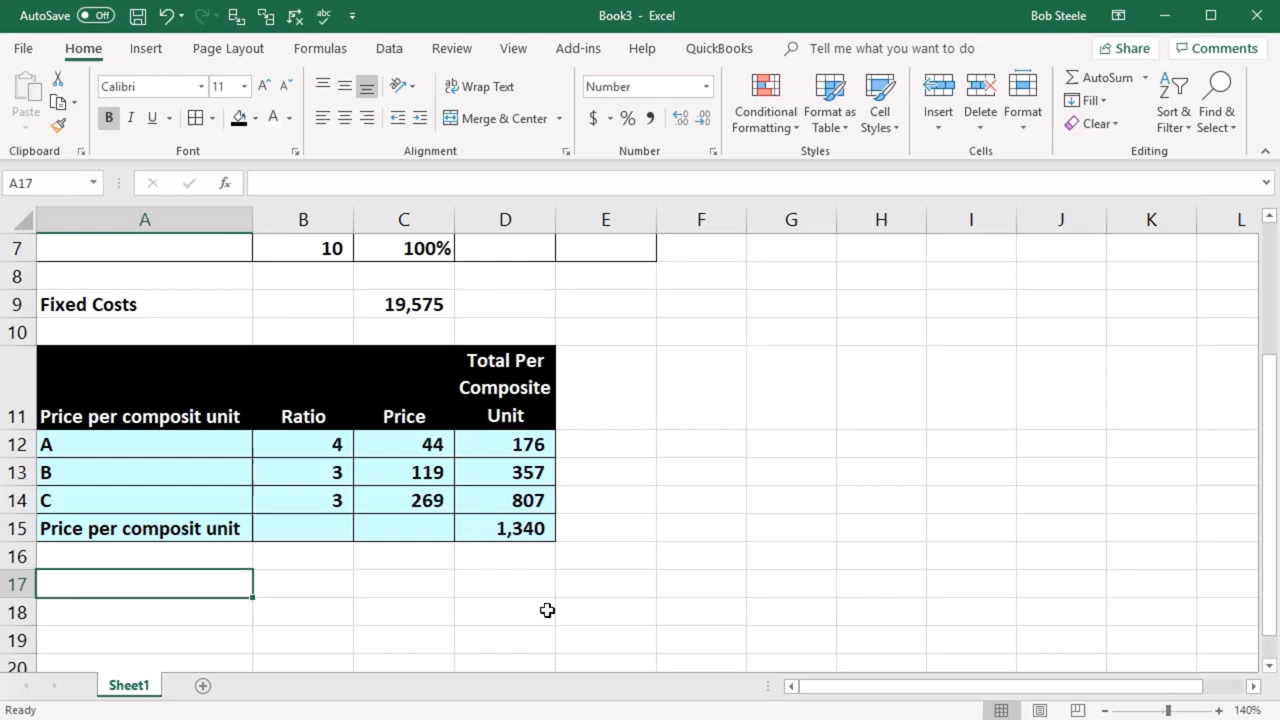 AutoSave Off Book3 - Excel Bob Steele
File Home Insert Page Layout Formulas Data Review View Add-ins Help QuickBooks Tell me what you want to do Share Comments
Paste Calibri 11 A A Wrap Text Number Conditional Formatting Format as Table Cell Styles Insert Delete Format AutoSum Fill Clear Sort & Filter Find & Select
B I U A Merge & Center $ % ,
Clipboard Font Alignment Number Styles Cells Editing
A17 fx
A B C D E F G H I J K L
7 10 100%
8
9 Fixed Costs 19,575
10
11 Price per composit unit Ratio Price Total Per Composite Unit
12 A 4 44 176
13 B 3 119 357
14 C 3 269 807
15 Price per composit unit 1,340
16
17
18
19
20
Sheet1
Ready 140%